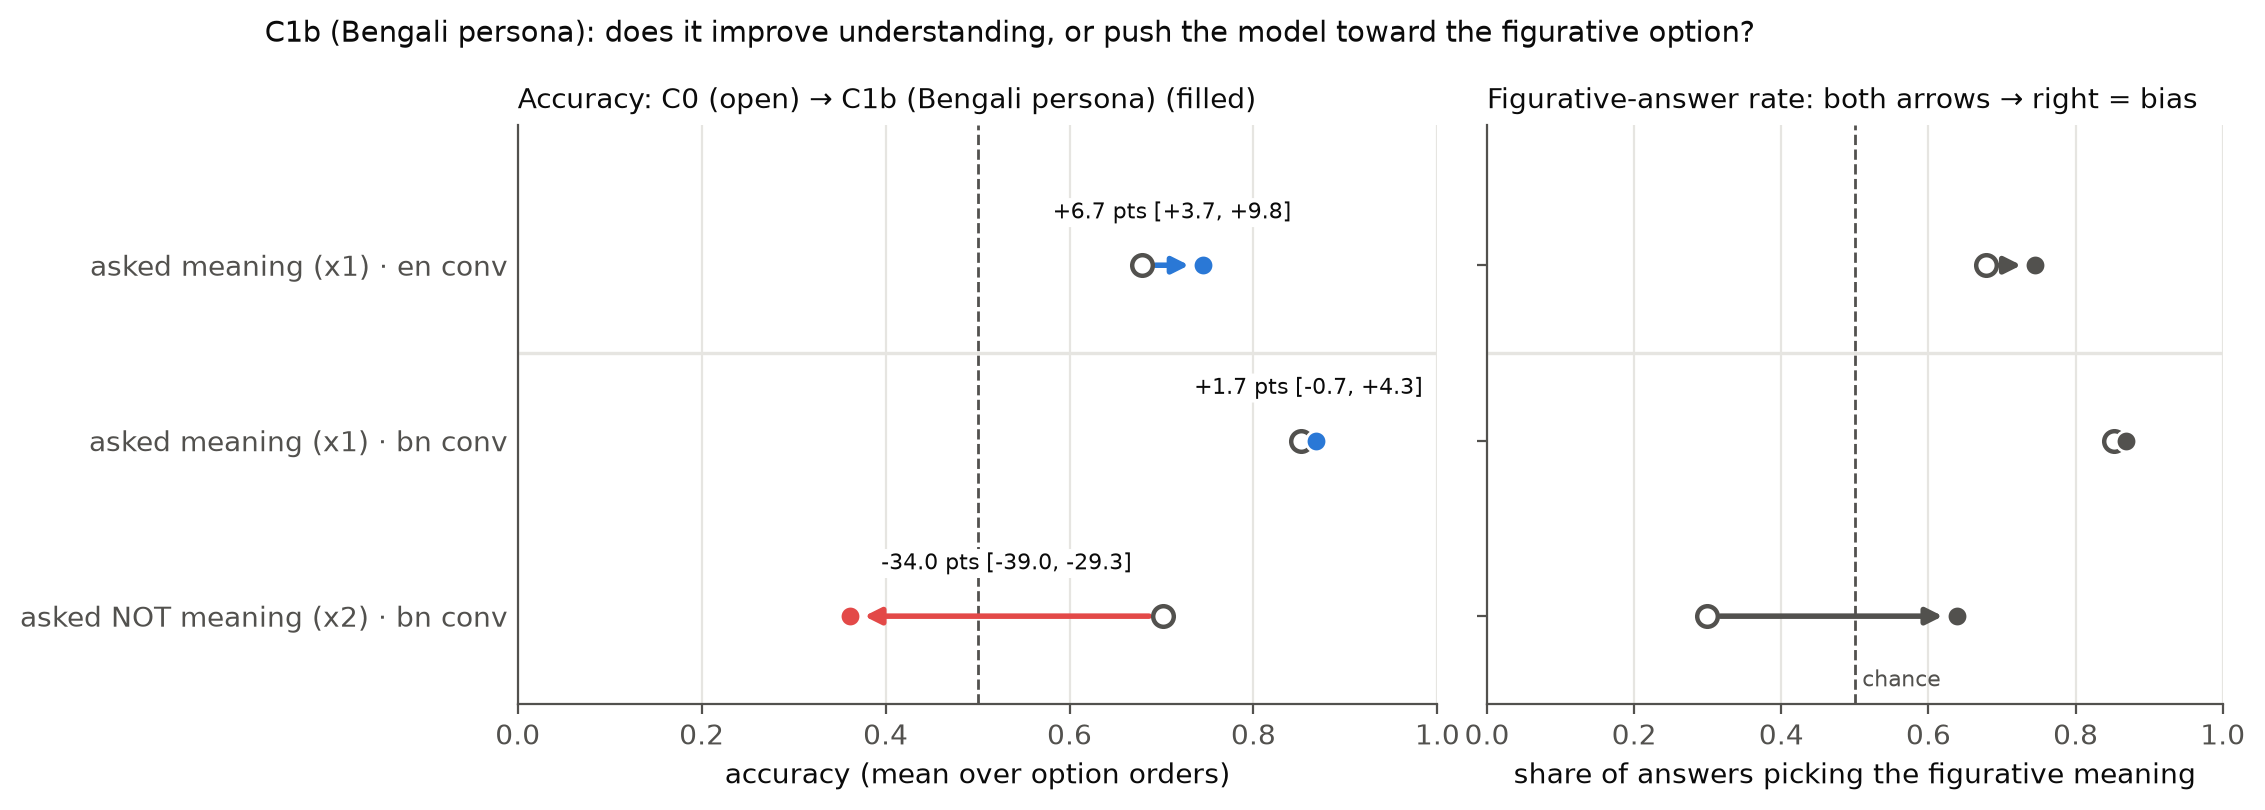 C1b (Bengali persona): does it improve understanding, or push the model toward the figurative option?
Accuracy: C0 (open) → C1b (Bengali persona) (filled)
Figurative-answer rate: both arrows → right = bias
+6.7 pts [+3.7, +9.8]
asked meaning (x1) · en conv
+1.7 pts [-0.7, +4.3]
asked meaning (x1) · bn conv
-34.0 pts [-39.0, -29.3]
asked NOT meaning (x2) · bn conv
chance
0.0 0.2 0.4 0.6 0.8 1.0
0.0 0.2 0.4 0.6 0.8 1.0
accuracy (mean over option orders)
share of answers picking the figurative meaning